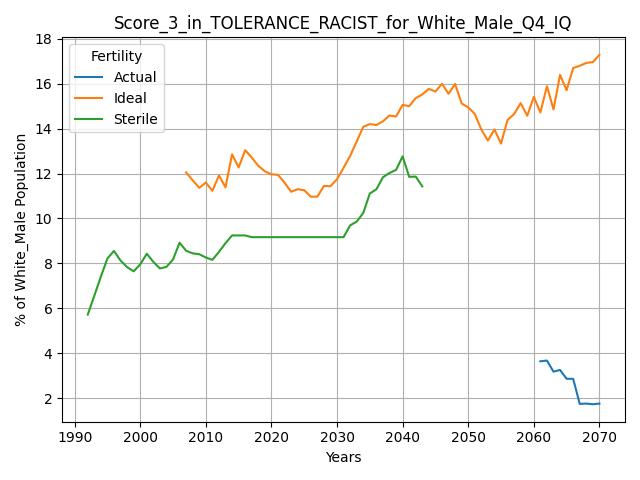 Score_3_in_TOLERANCE_RACIST_for_White_Male_Q4_IQ
Fertility
Actual
Ideal
Sterile
% of White_Male Population
18
16
14
12
10
8
6
4
2
1990 2000 2010 2020 2030 2040 2050 2060 2070
Years